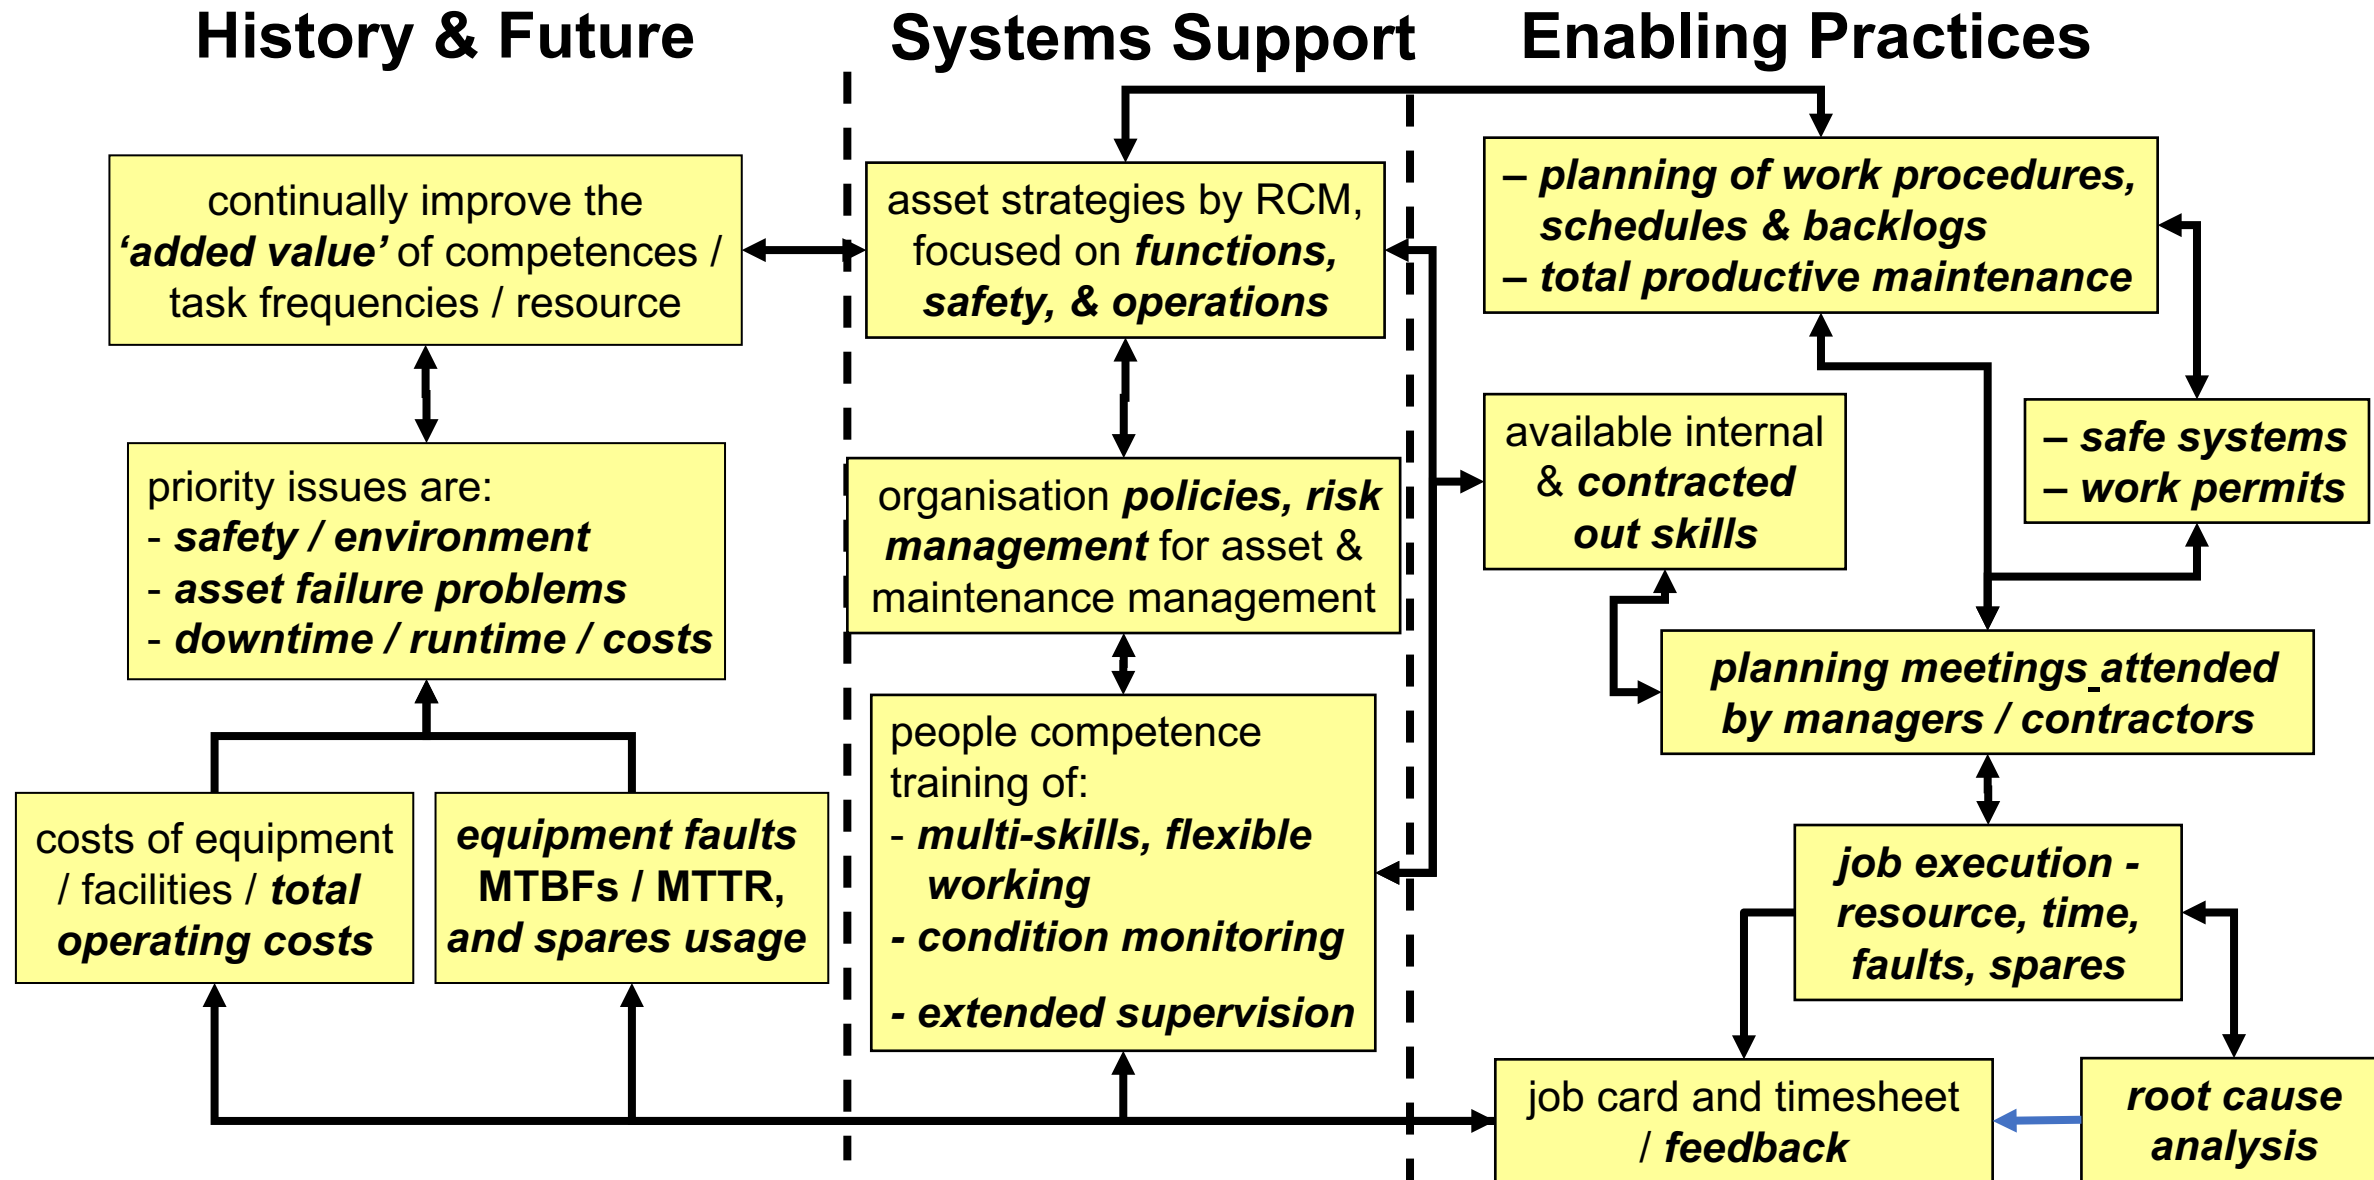 History & Future
Systems Support
Enabling Practices
continually improve the
‘added value’ of competences /
task frequencies / resource
priority issues are:
- safety / environment
- asset failure problems
- downtime / runtime / costs
costs of equipment
/ facilities / total
operating costs
equipment faults
MTBFs / MTTR,
and spares usage
asset strategies by RCM,
focused on functions,
safety, & operations
organisation policies, risk
management for asset &
maintenance management
people competence
training of:
- multi-skills, flexible
working
- condition monitoring
- extended supervision
– planning of work procedures,
schedules & backlogs
– total productive maintenance
available internal
& contracted
out skills
– safe systems
– work permits
planning meetings attended
by managers / contractors
job execution -
resource, time,
faults, spares
job card and timesheet
/ feedback
root cause
analysis